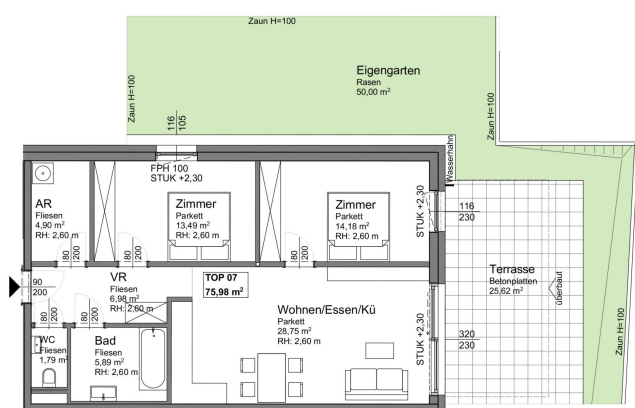 Zaun H=100
Zaun H=100
Eigengarten
Rasen
50,00 m²
Zaun H=100
116
105
Wasserhahn
FPH 100
STUK +2,30
AR
Fliesen
4,90 m²
RH: 2,60 m
Zimmer
Parkett
13,49 m²
RH: 2,60 m
Zimmer
Parkett
14,18 m²
RH: 2,60 m
STUK +2,30
116
230
80
200
80
200
80
200
90
200
VR
Fliesen
6,98 m²
RH: 2,60 m
TOP 07
75,98 m²
Terrasse
Betonplatten
25,62 m²
überbaut
Wohnen/Essen/Kü
Parkett
28,75 m²
RH: 2,60 m
STUK +2,30
320
230
80
200
80
200
WC
Fliesen
1,79 m²
Bad
Fliesen
5,89 m²
RH: 2,60 m
Zaun H=100